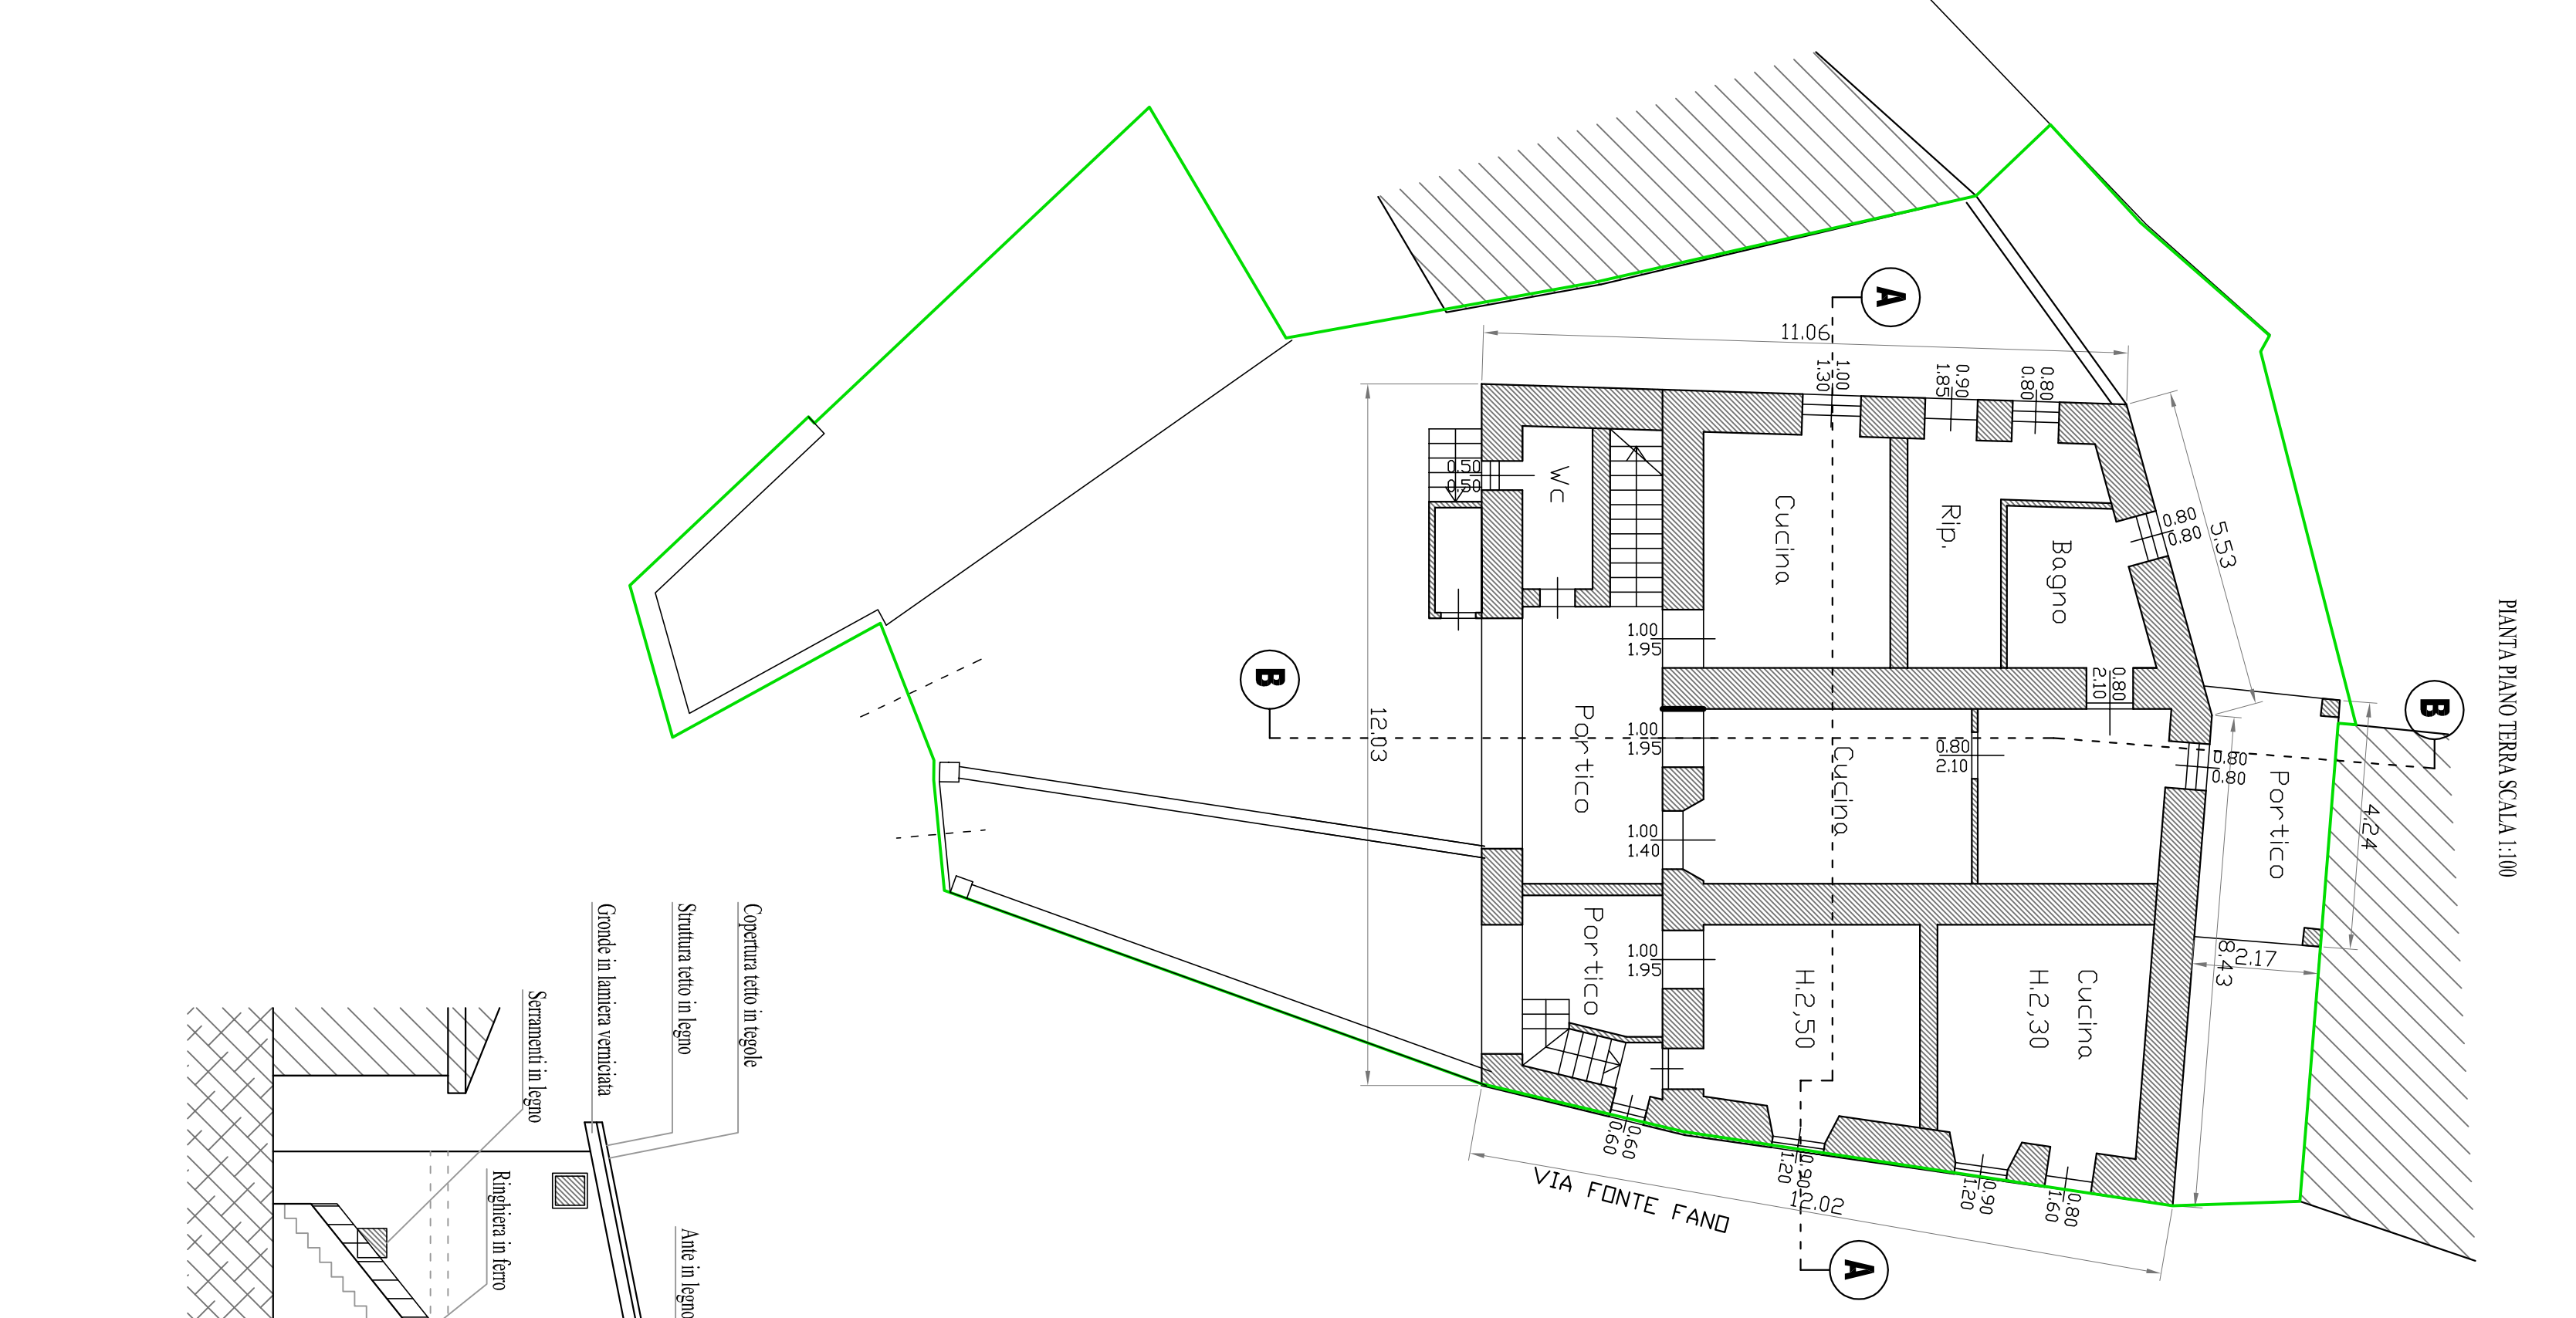 PIANTA PIANO TERRA SCALA 1:100
A
11.06
1.00
1.30
0.90
1.85
0.80
0.80
0.80
0.80
5.53
0.50
0.50
Wc
Cucina
Rip.
Bagno
B
B
1.00
1.95
0.80
2.10
12.03
Portico
1.00
1.95
Cucina
0.80
2.10
0.80
0.80
Portico
4.24
1.00
1.40
Portico
1.00
1.95
H.2,50
Cucina
H.2,30
8.43
2.17
0.60
0.60
0.90
1.20
0.90
1.20
0.80
1.60
12.02
VIA FONTE FANO
A
Copertura tetto in tegole
Struttura tetto in legno
Gronde in lamiera verniciata
Serramenti in legno
Ringhiera in ferro
Ante in legno